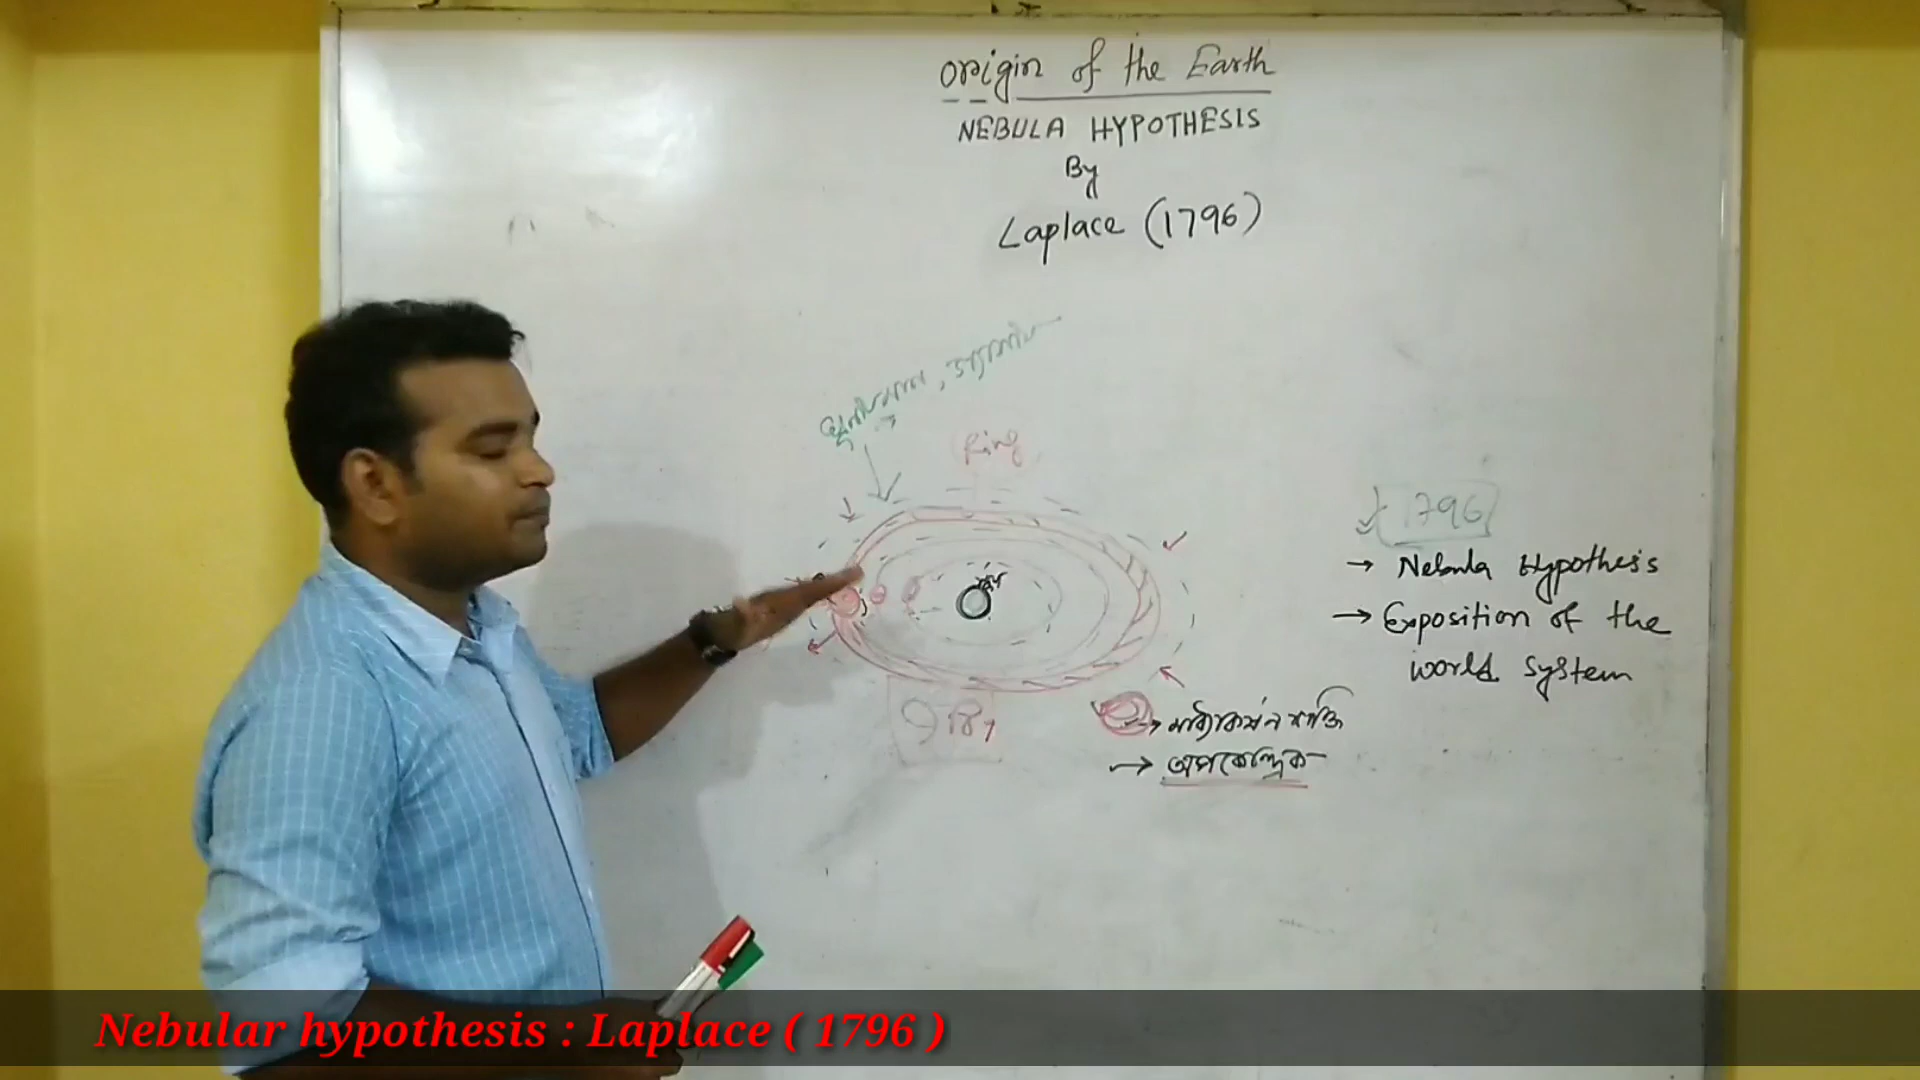 Origin of the Earth
NEBULA HYPOTHESIS
By
Laplace (1796)
ঘূর্ণায়মান,
Ring
1796
→ Nebula Hypothesis
→ Exposition of the
world system
→ মাধ্যাকর্ষন শক্তি
→ অপকেন্দ্রিক
Nebular hypothesis : Laplace ( 1796 )